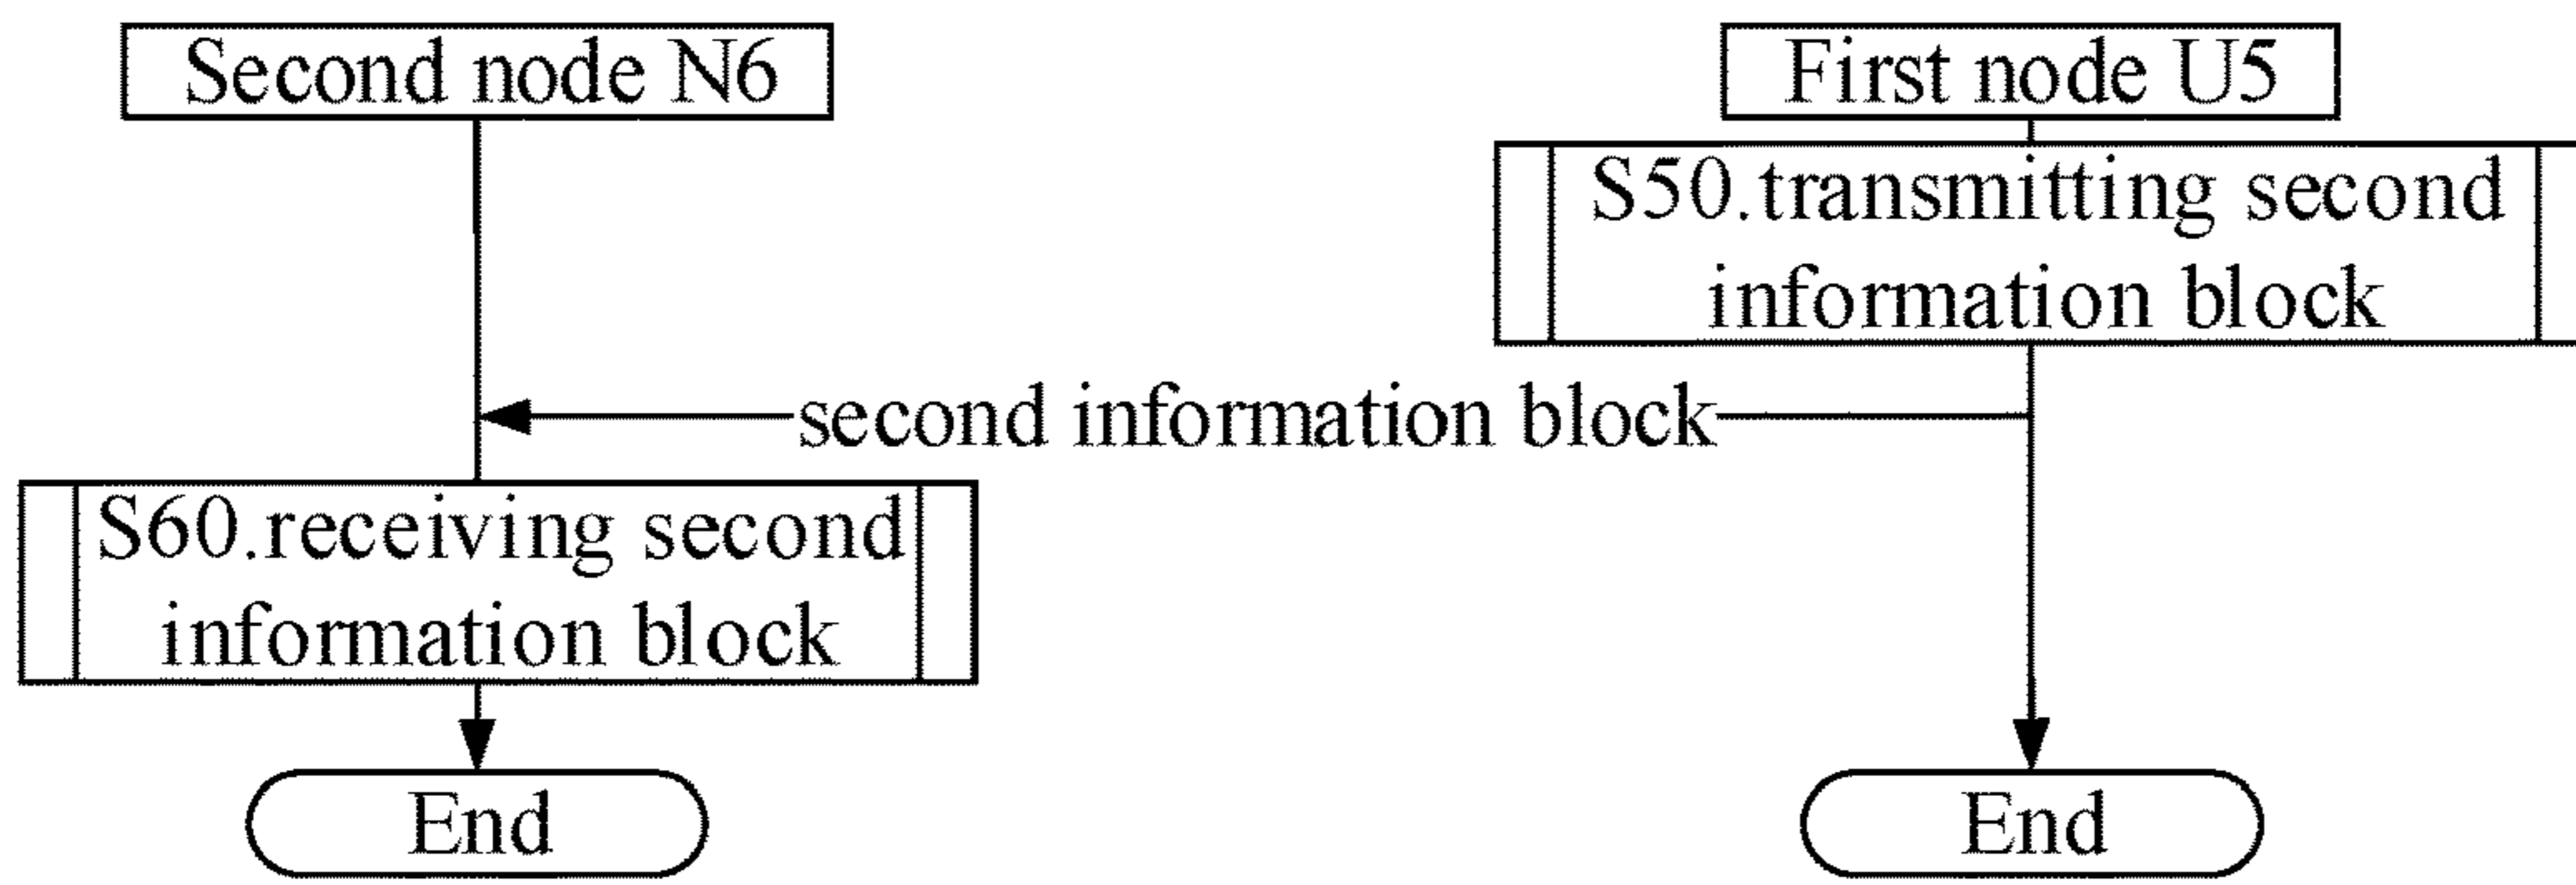 Second node N6
First node U5
S50.transmitting second
information block
second information block
S60.receiving second
information block
End
End